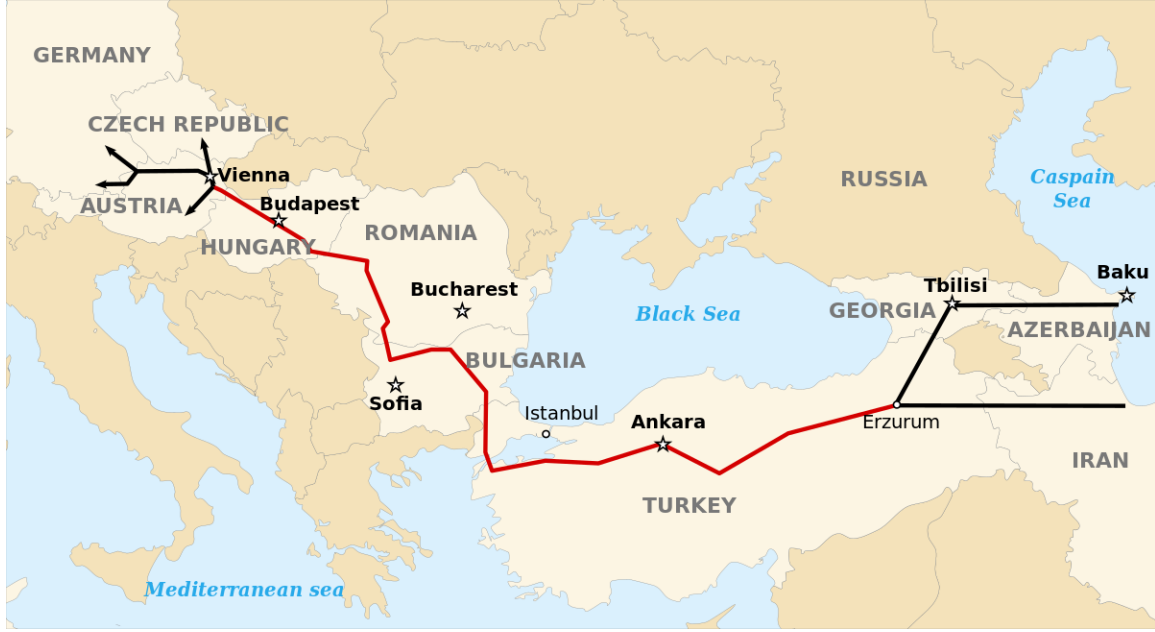 GERMANY
CZECH REPUBLIC
Vienna
AUSTRIA
Budapest
HUNGARY
ROMANIA
Bucharest
BULGARIA
Sofia
Istanbul
Ankara
TURKEY
Black Sea
Mediterranean sea
RUSSIA
Caspain
Sea
Tbilisi
GEORGIA
Baku
AZERBAIJAN
Erzurum
IRAN